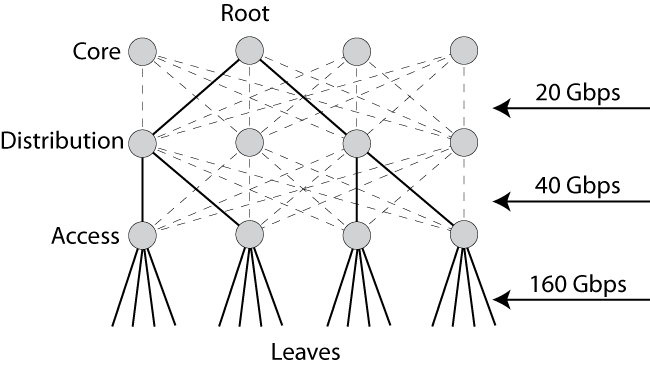 Root
Core
20 Gbps
Distribution
40 Gbps
Access
160 Gbps
Leaves